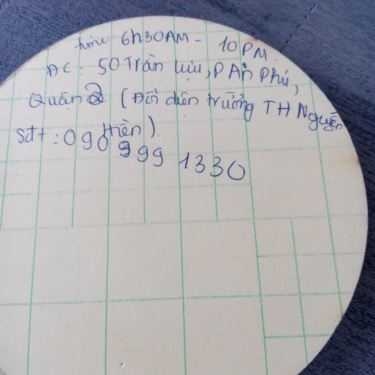 time 6h30AM - 10PM
ĐC: 50 Trần Lựu, P An Phú,
Quận 2 (Đối diện trường TH Nguyễn
Hiền)
Sđt: 090 999 1330